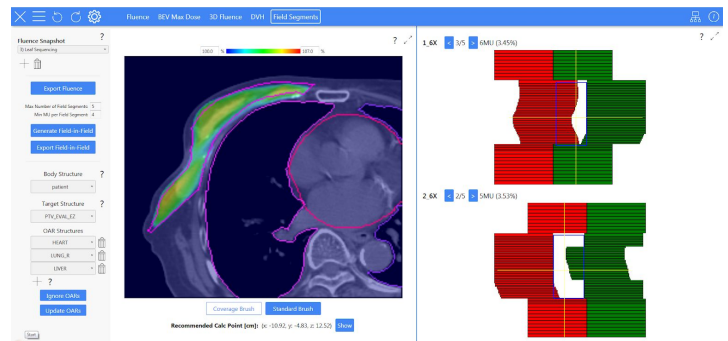 Fluence BEV Max Dose 3D Fluence DVH Field Segments
Fluence Snapshot ?
3) Leaf Sequencing
Export Fluence
Max Number of Field Segments 5
Min MU per Field Segment 4
Generate Field-in-Field
Export Field-in-Field
Body Structure ?
patient
Target Structure ?
PTV_EVAL_EZ
OAR Structures
HEART
LUNG_R
LIVER
?
Ignore OARs
Update OARs
Start
?
100.0 % 107.0 %
Coverage Brush Standard Brush
Recommended Calc Point [cm]: (x: -10.92, y: -4.83, z: 12.52) Show
?
1_6X < 3/5 > 6MU (3.45%)
2_6X < 2/5 > 5MU (3.53%)